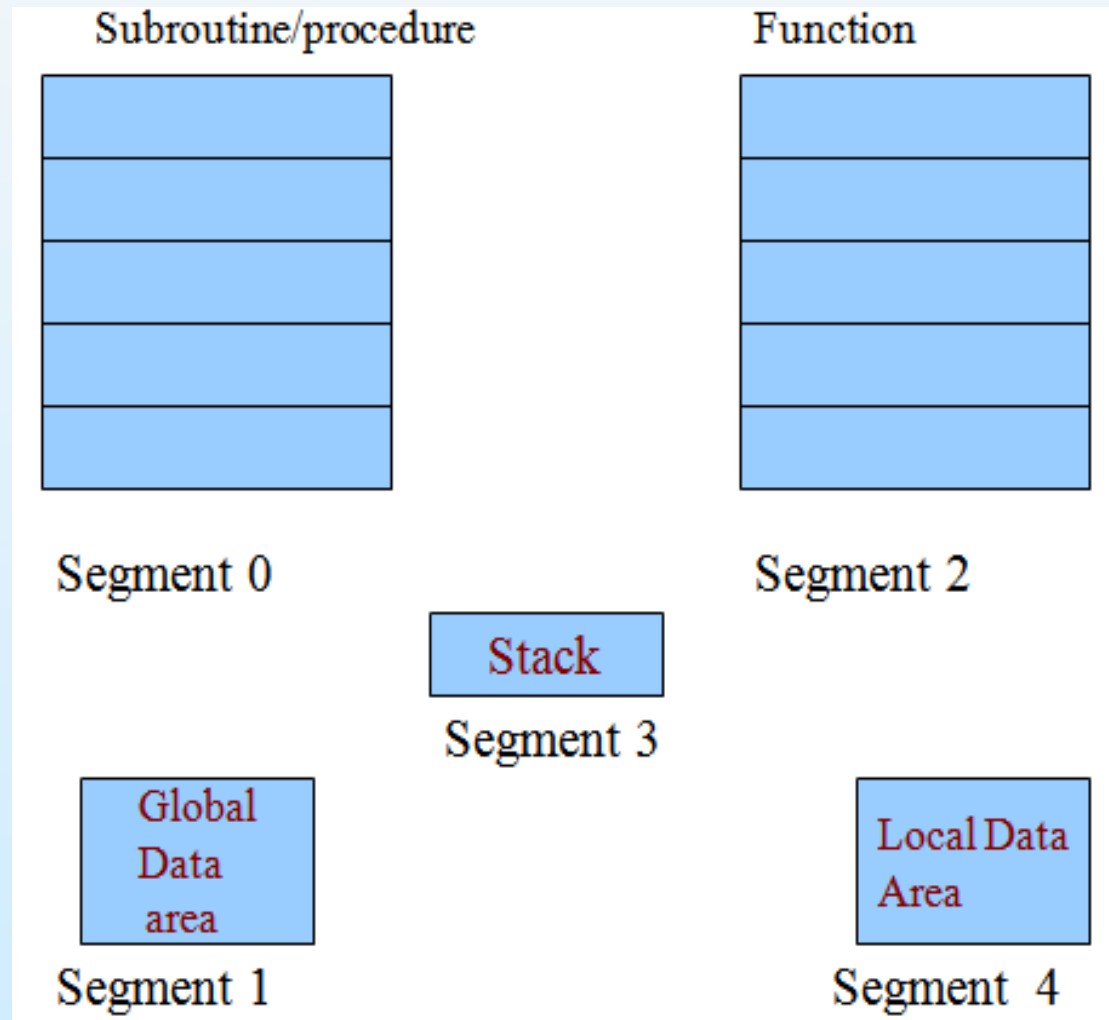 Subroutine/procedure
Function
Segment 0
Segment 2
Stack
Segment 3
Global
Data
area
Local Data
Area
Segment 1
Segment 4